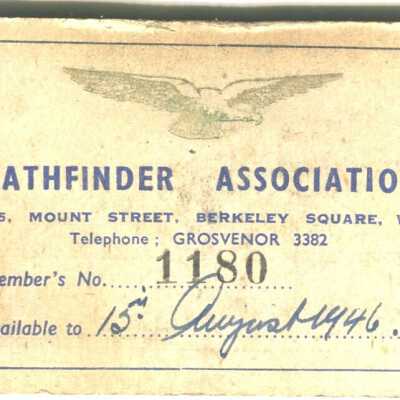 ATHFINDER ASSOCIATIO
5, MOUNT STREET, BERKELEY SQUARE, W
Telephone ; GROSVENOR 3382
ember's No. 1180
ailable to 15th August 1946.